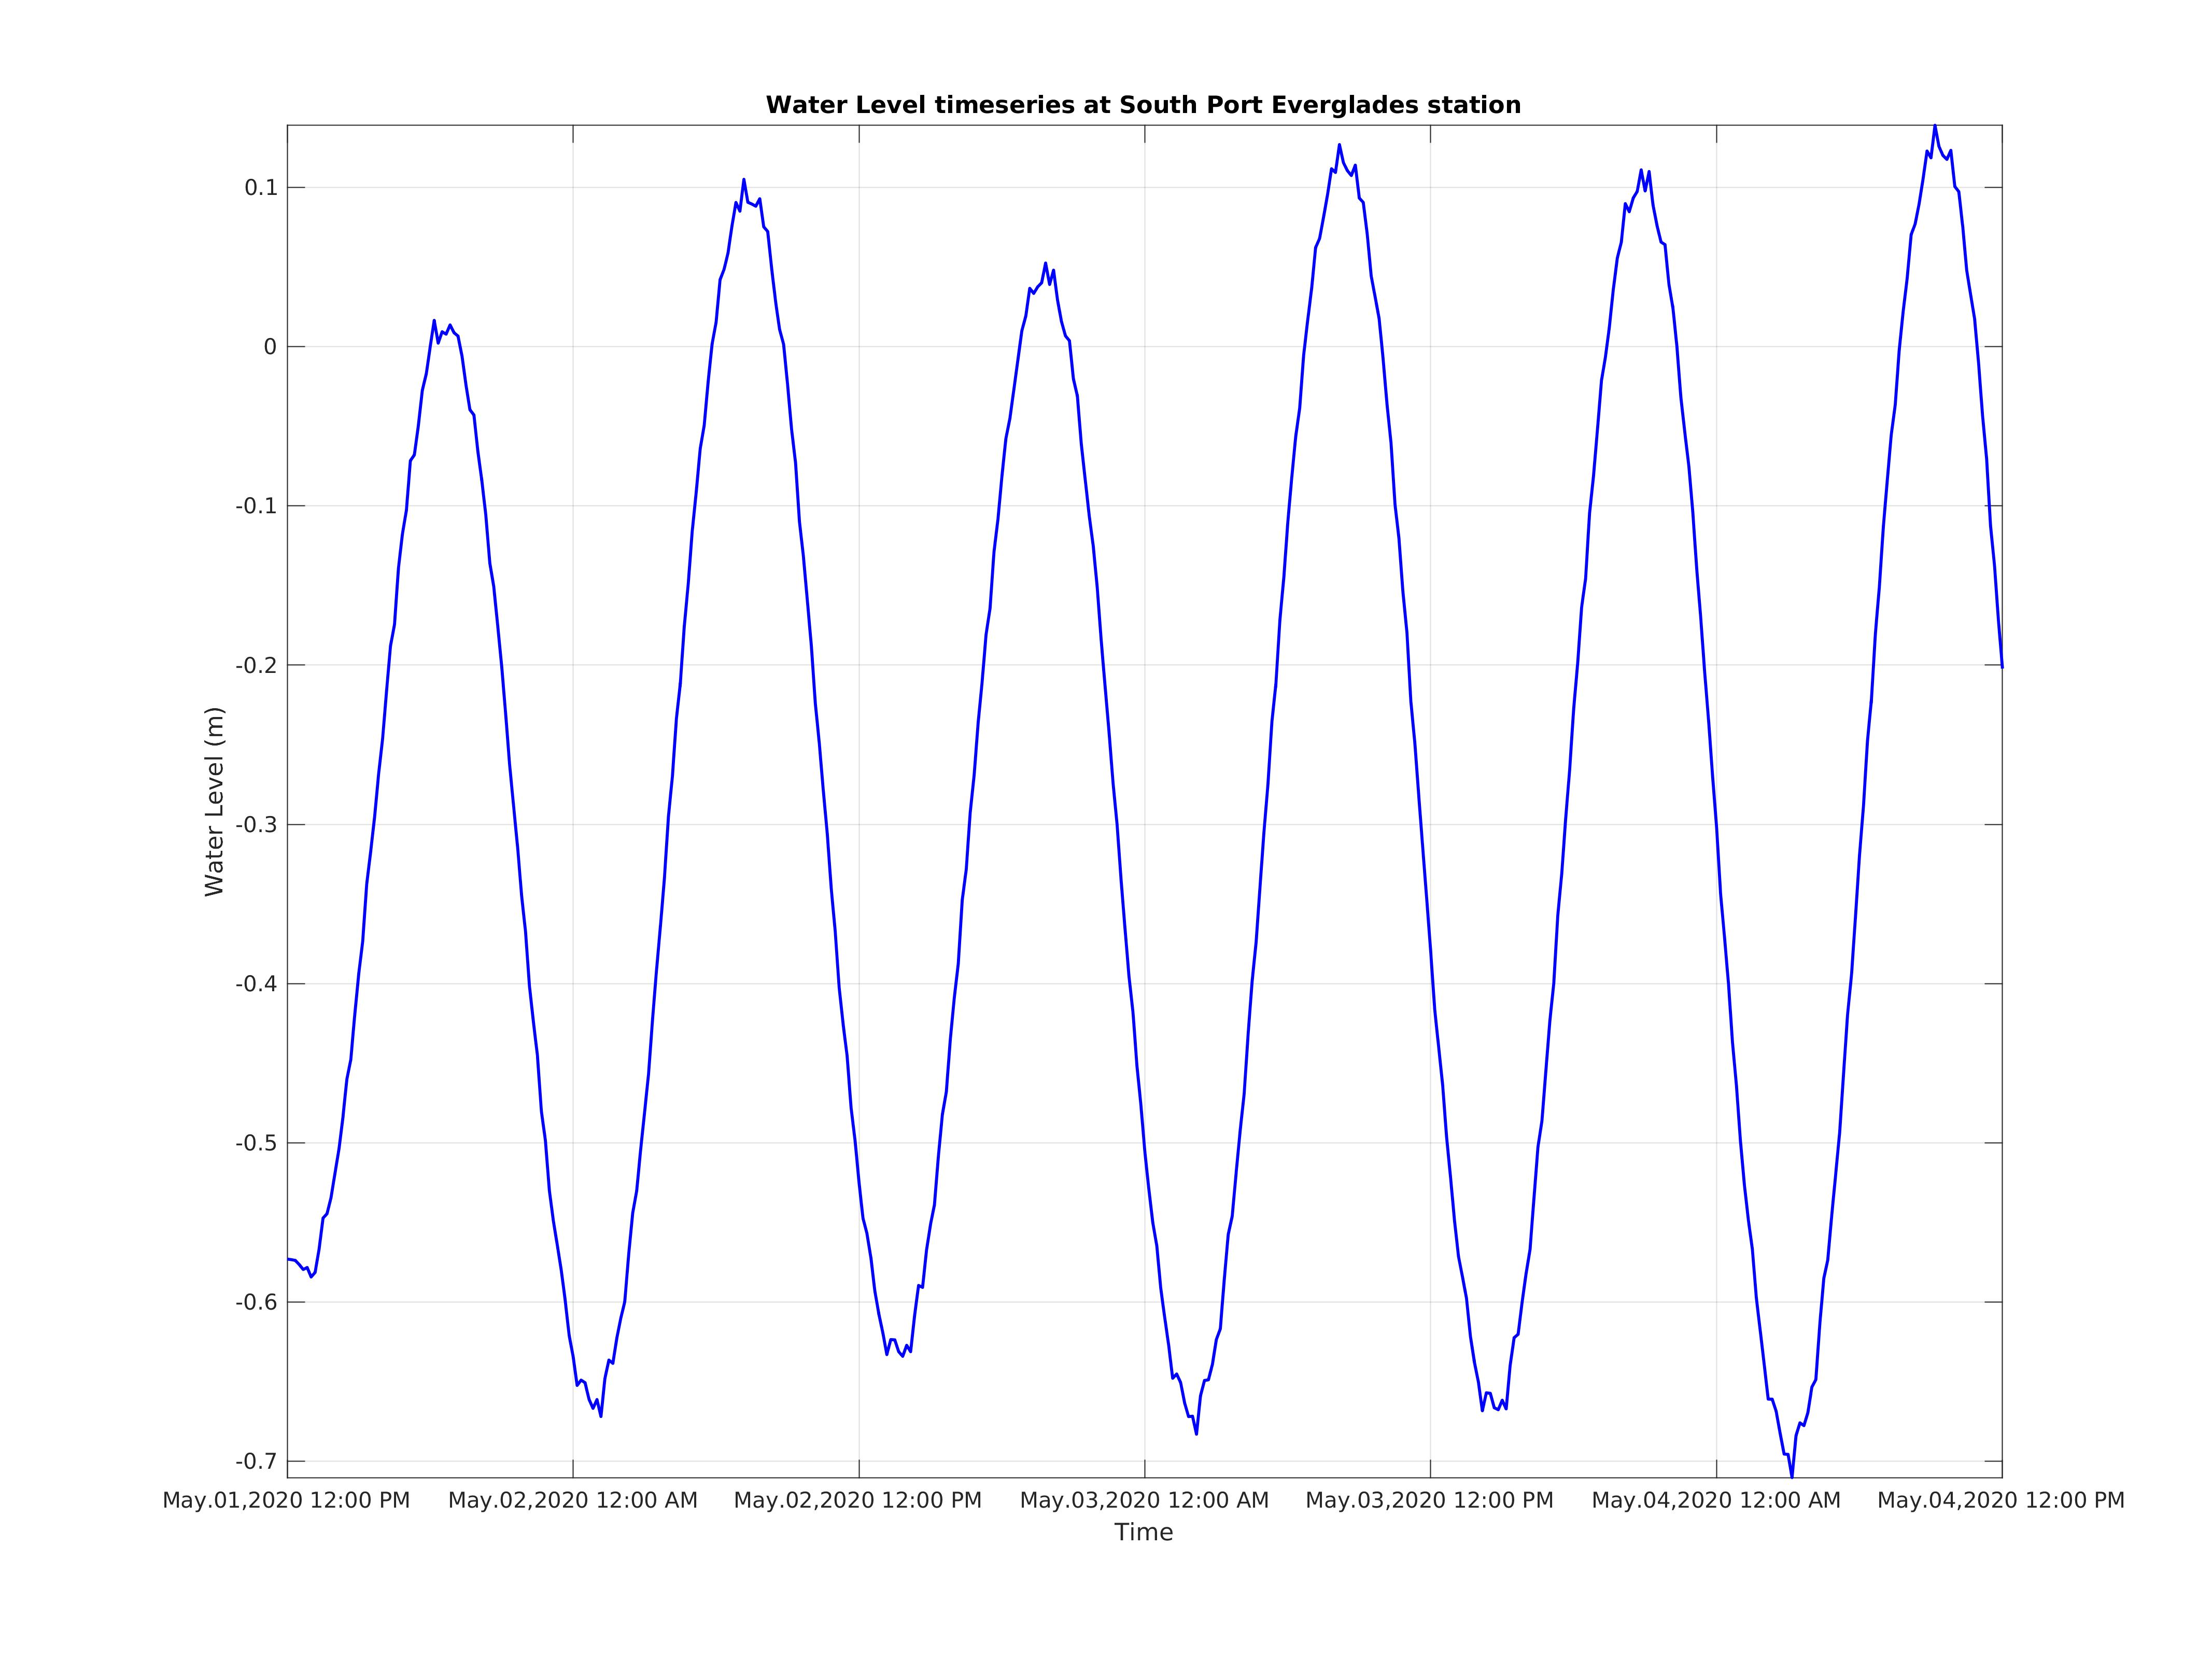 Water Level timeseries at South Port Everglades station
0.1
0
-0.1
-0.2
-0.3
-0.4
-0.5
-0.6
-0.7
Water Level (m)
May.01,2020 12:00 PM May.02,2020 12:00 AM May.02,2020 12:00 PM May.03,2020 12:00 AM May.03,2020 12:00 PM May.04,2020 12:00 AM May.04,2020 12:00 PM
Time